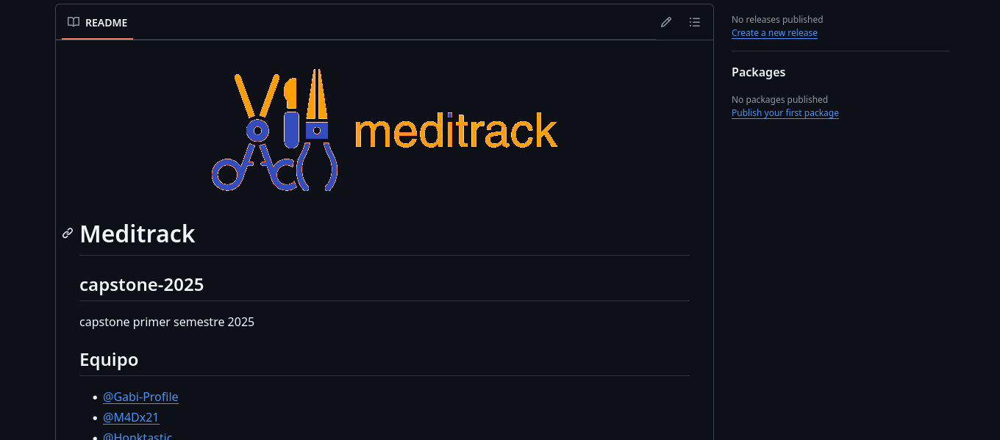 README
meditrack
Meditrack
capstone-2025
capstone primer semestre 2025
Equipo
@Gabi-Profile
@M4Dx21
@Honktastic
No releases published
Create a new release
Packages
No packages published
Publish your first package